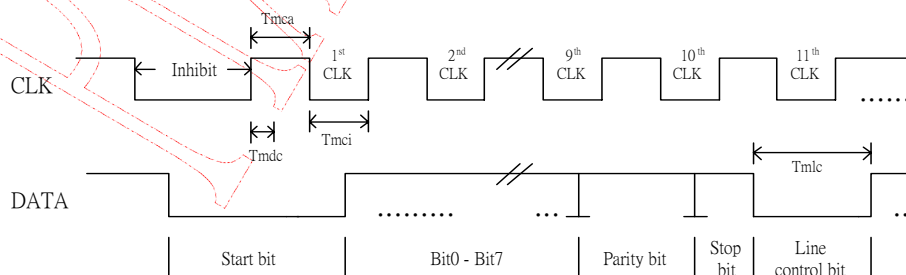 Tmca
CLK
Inhibit
1st
CLK
2nd
CLK
9th
CLK
10th
CLK
11th
CLK
......
Tmdc
Tmci
Tmlc
DATA
.........
...
..
Start bit
Bit0 - Bit7
Parity bit
Stop
bit
Line
control bit